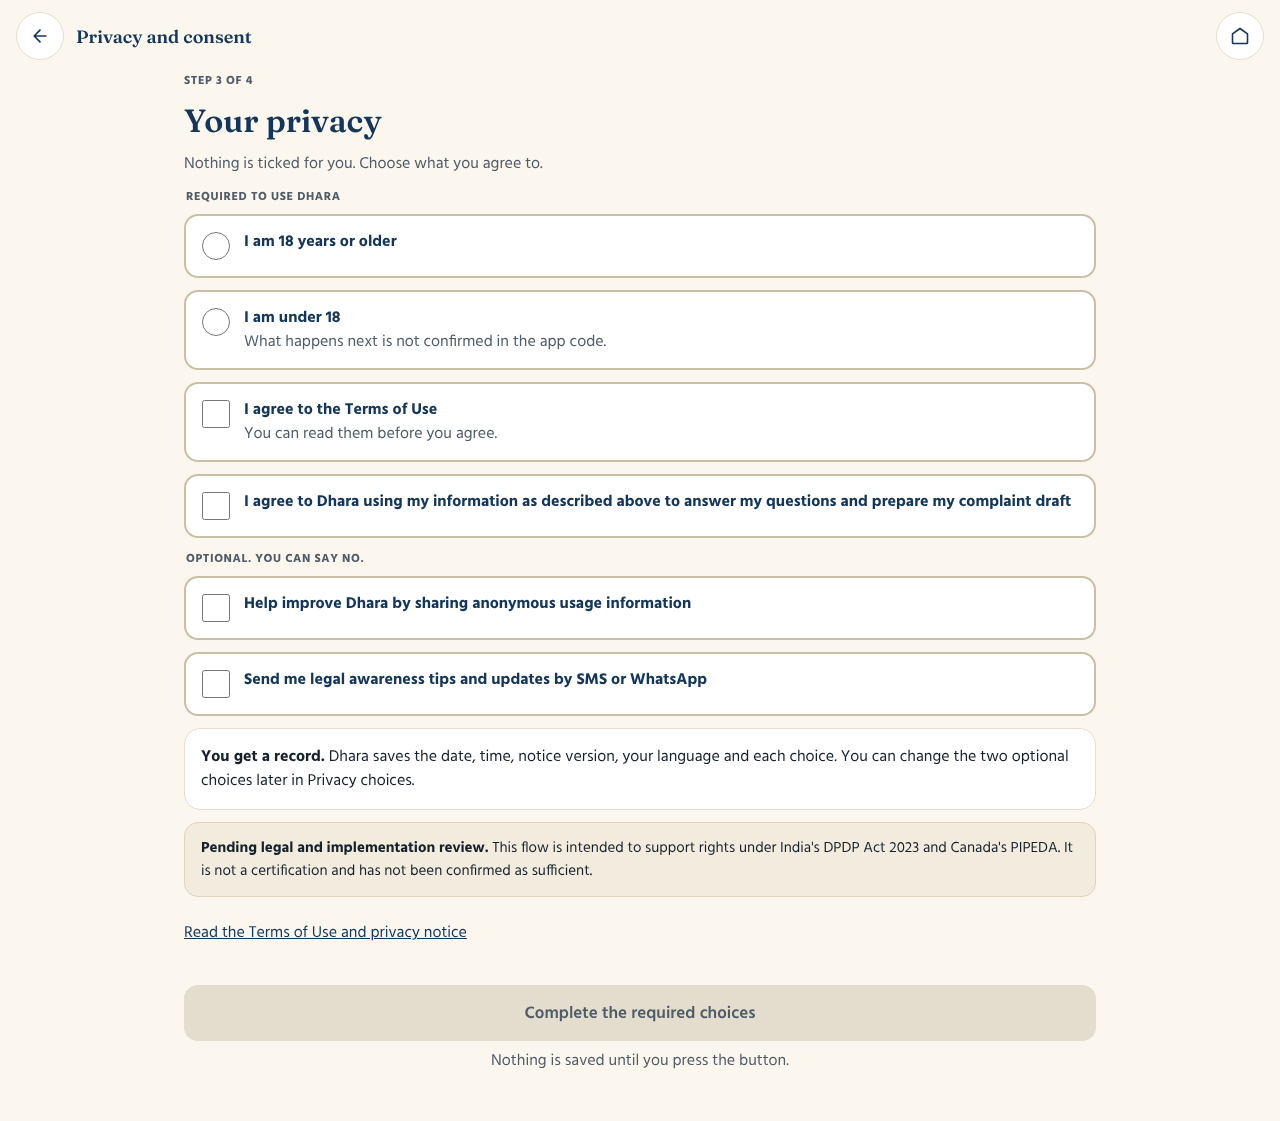 Privacy and consent
STEP 3 OF 4
Your privacy
Nothing is ticked for you. Choose what you agree to.
REQUIRED TO USE DHARA
I am 18 years or older
I am under 18
What happens next is not confirmed in the app code.
I agree to the Terms of Use
You can read them before you agree.
I agree to Dhara using my information as described above to answer my questions and prepare my complaint draft
OPTIONAL. YOU CAN SAY NO.
Help improve Dhara by sharing anonymous usage information
Send me legal awareness tips and updates by SMS or WhatsApp
You get a record. Dhara saves the date, time, notice version, your language and each choice. You can change the two optional
choices later in Privacy choices.
Pending legal and implementation review. This flow is intended to support rights under India's DPDP Act 2023 and Canada's PIPEDA. It
is not a certification and has not been confirmed as sufficient.
Read the Terms of Use and privacy notice
Complete the required choices
Nothing is saved until you press the button.